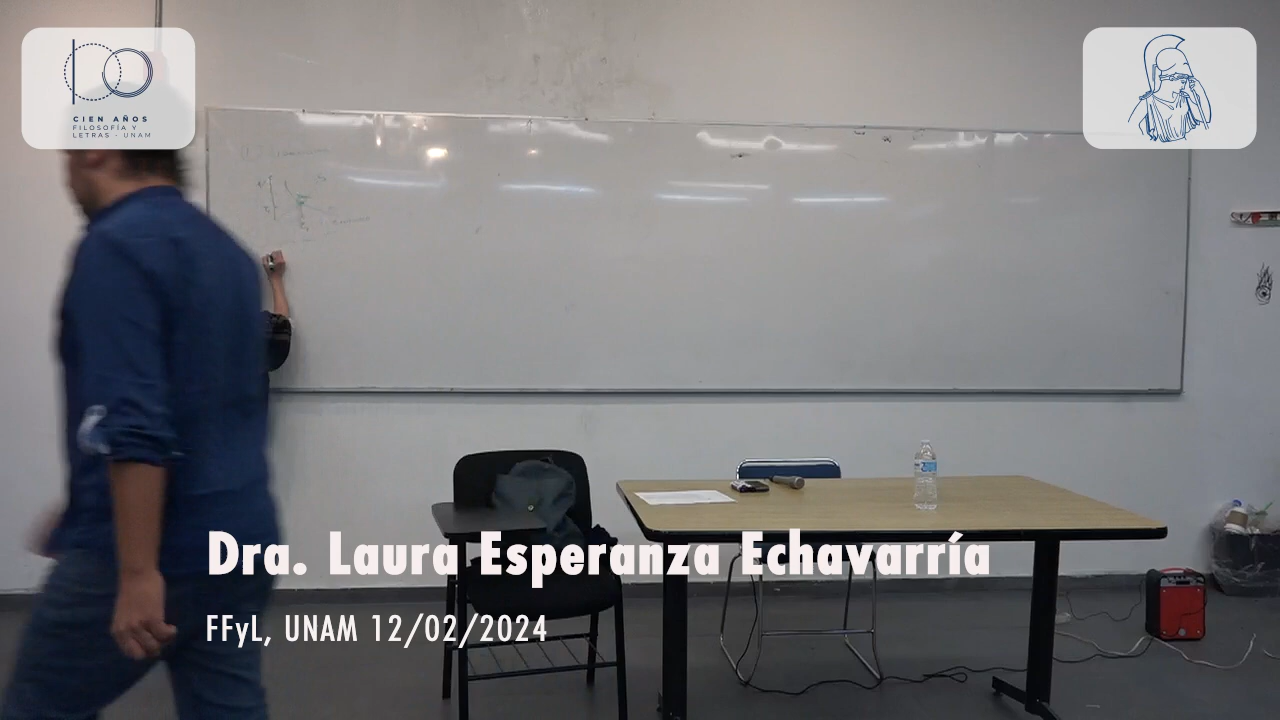 CIEN AÑOS
FILOSOFÍA Y
LETRAS · UNAM
Dra. Laura Esperanza Echavarría
FFyL, UNAM 12/02/2024